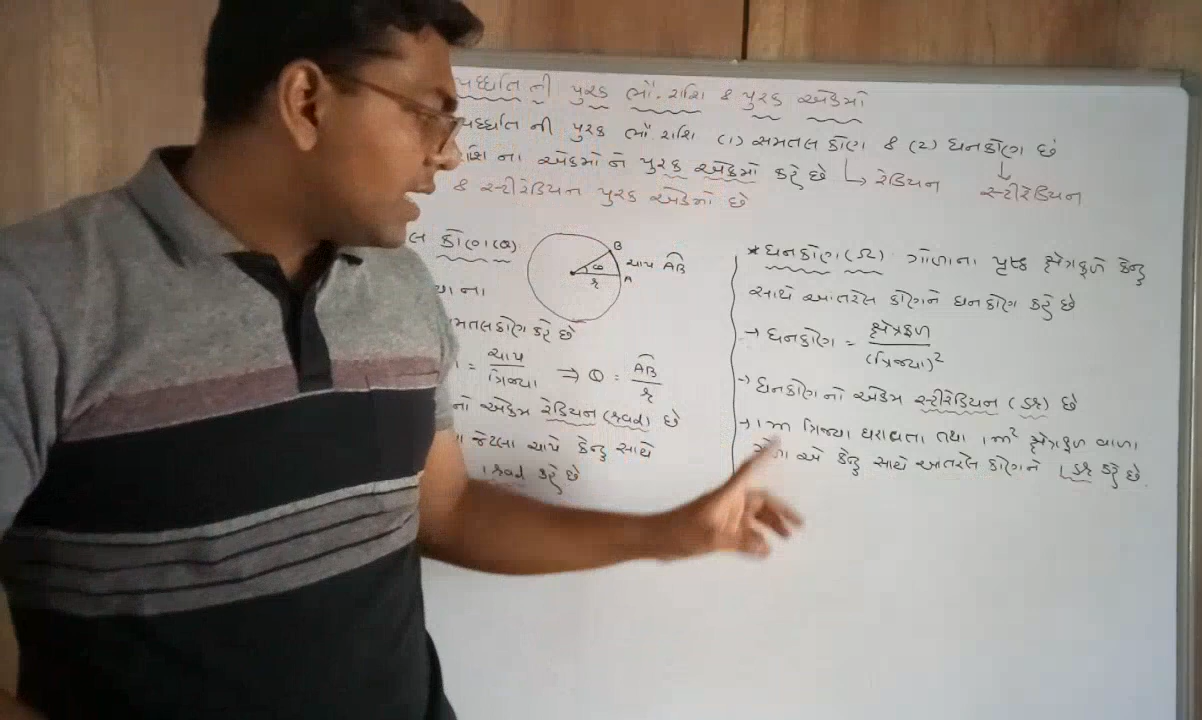 પધ્ધતિ ની પુરક ભૌ. રાશિ & પુરક એકમો
પધ્ધતિ ની પુરક ભૌ રાશિ (1) સમતલ કોણ & (2) ઘનકોણ છે
રાશિ ના એકમો ને પુરક એકમો કહે છે → રેડિયન સ્ટીરેડિયન
& સ્ટીરેડિયન પુરક એકમો છે
લ કોણ (θ)
B
θ
ચાપ AB
r
A
ના
સમતલકોણ કહે છે
= ચાપ / ત્રિજ્યા ⇒ θ = AB / r
નો એકમ રેડિયન (rad) છે
જેટલા ચાપે કેન્દ્ર સાથે
1 rad કહે છે
* ઘનકોણ (Ω) ગોળાના પૃષ્ઠ ક્ષેત્રફળે કેન્દ્ર
સાથે આંતરેલ કોણને ઘનકોણ કહે છે
→ ઘનકોણ = ક્ષેત્રફળ / (ત્રિજ્યા)²
→ ઘનકોણ નો એકમ સ્ટીરેડિયન (sr) છે
→ 1 m ત્રિજ્યા ધરાવતા તથા 1 m² ક્ષેત્રફળ વાળા
એ કેન્દ્ર સાથે આંતરેલ કોણને 1 sr કહે છે.